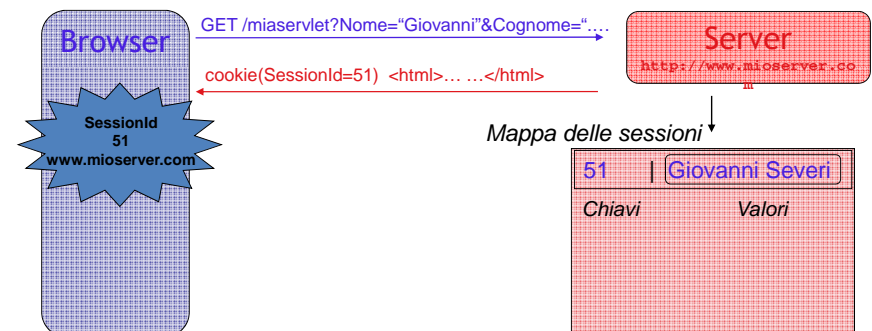 Browser
GET /miaservlet?Nome=“Giovanni”&Cognome=“….
Server
http://www.mioserver.co
m
cookie(SessionId=51) <html>… …</html>
SessionId
51
www.mioserver.com
Mappa delle sessioni
51 | Giovanni Severi
Chiavi Valori